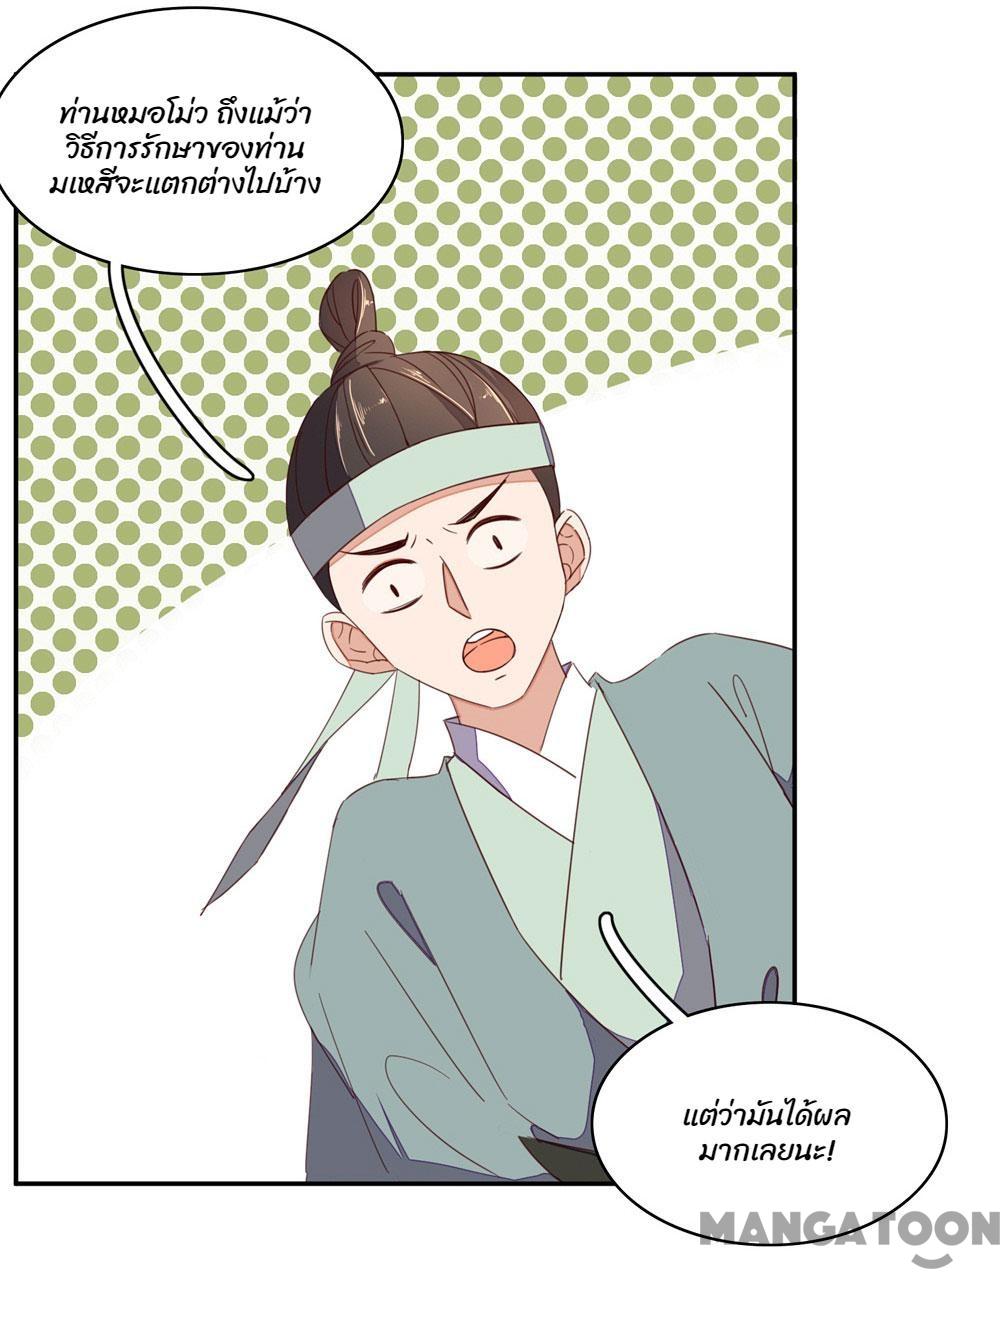 ท่านหมอโม่ว ถึงแม้ว่า
วิธีการรักษาของท่าน
มเหสีจะแตกต่างไปบ้าง
แต่ว่ามันได้ผล
มากเลยนะ!
MANGATOON